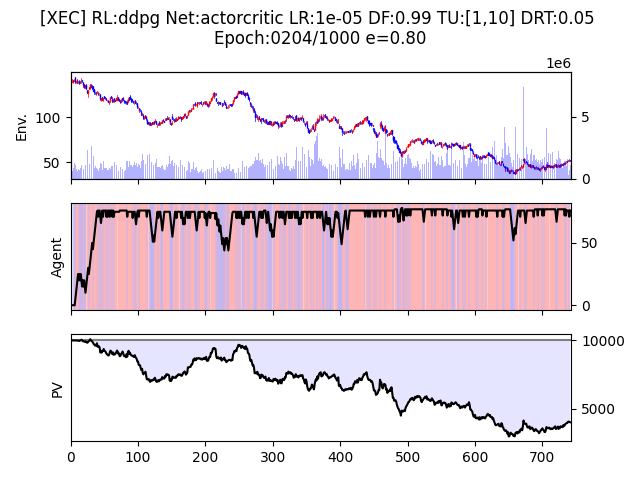 [XEC] RL:ddpg Net:actorcritic LR:1e-05 DF:0.99 TU:[1,10] DRT:0.05
Epoch:0204/1000 e=0.80
1e6
Env.
100
50
5
0
Agent
50
0
PV
10000
5000
0 100 200 300 400 500 600 700